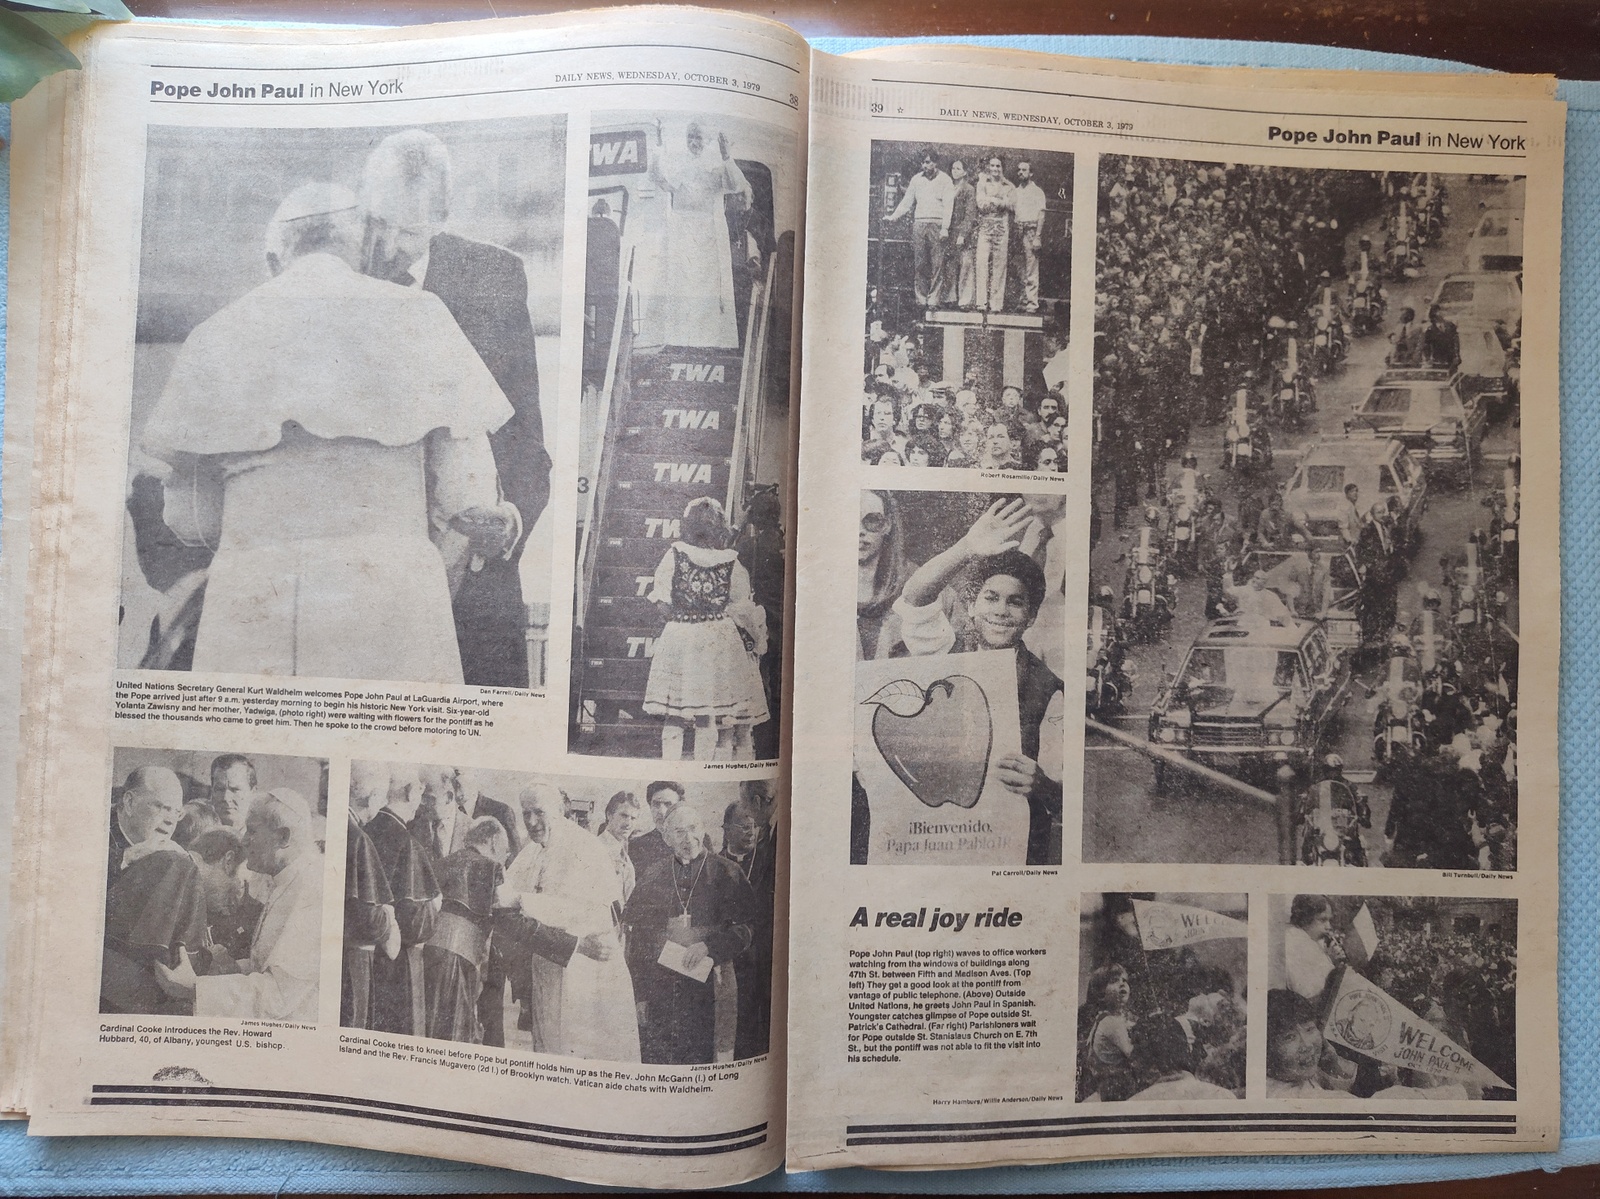 Pope John Paul in New York
DAILY NEWS, WEDNESDAY, OCTOBER 3, 1979
38
TWA
TWA
TWA
TWA
TW
3
Dan Farrell/Daily News
United Nations Secretary General Kurt Waldheim welcomes Pope John Paul at LaGuardia Airport, where
the Pope arrived just after 9 a.m. yesterday morning to begin his historic New York visit. Six-year-old
Yolanta Zawisny and her mother, Yadwiga, (photo right) were waiting with flowers for the pontiff as he
blessed the thousands who came to greet him. Then he spoke to the crowd before motoring to UN.
James Hughes/Daily News
James Hughes/Daily News
Cardinal Cooke introduces the Rev. Howard
Hubbard, 40, of Albany, youngest U.S. bishop.
James Hughes/Daily News
Cardinal Cooke tries to kneel before Pope but pontiff holds him up as the Rev. John McGann (l.) of Long
Island and the Rev. Francis Mugavero (2d l.) of Brooklyn watch. Vatican aide chats with Waldheim.
39 ☆ DAILY NEWS, WEDNESDAY, OCTOBER 3, 1979
Pope John Paul in New York
Robert Rosamilio/Daily News
¡Bienvenido,
Papa Juan Pablo II!
Pat Carroll/Daily News
Bill Turnbull/Daily News
A real joy ride
Pope John Paul (top right) waves to office workers
watching from the windows of buildings along
47th St. between Fifth and Madison Aves. (Top
left) They get a good look at the pontiff from
vantage of public telephone. (Above) Outside
United Nations, he greets John Paul in Spanish.
Youngster catches glimpse of Pope outside St.
Patrick's Cathedral. (Far right) Parishioners wait
for Pope outside St. Stanislaus Church on E. 7th
St., but the pontiff was not able to fit the visit into
his schedule.
Harry Hamburg/Willie Anderson/Daily News
WELCOME
JOHN PAUL II